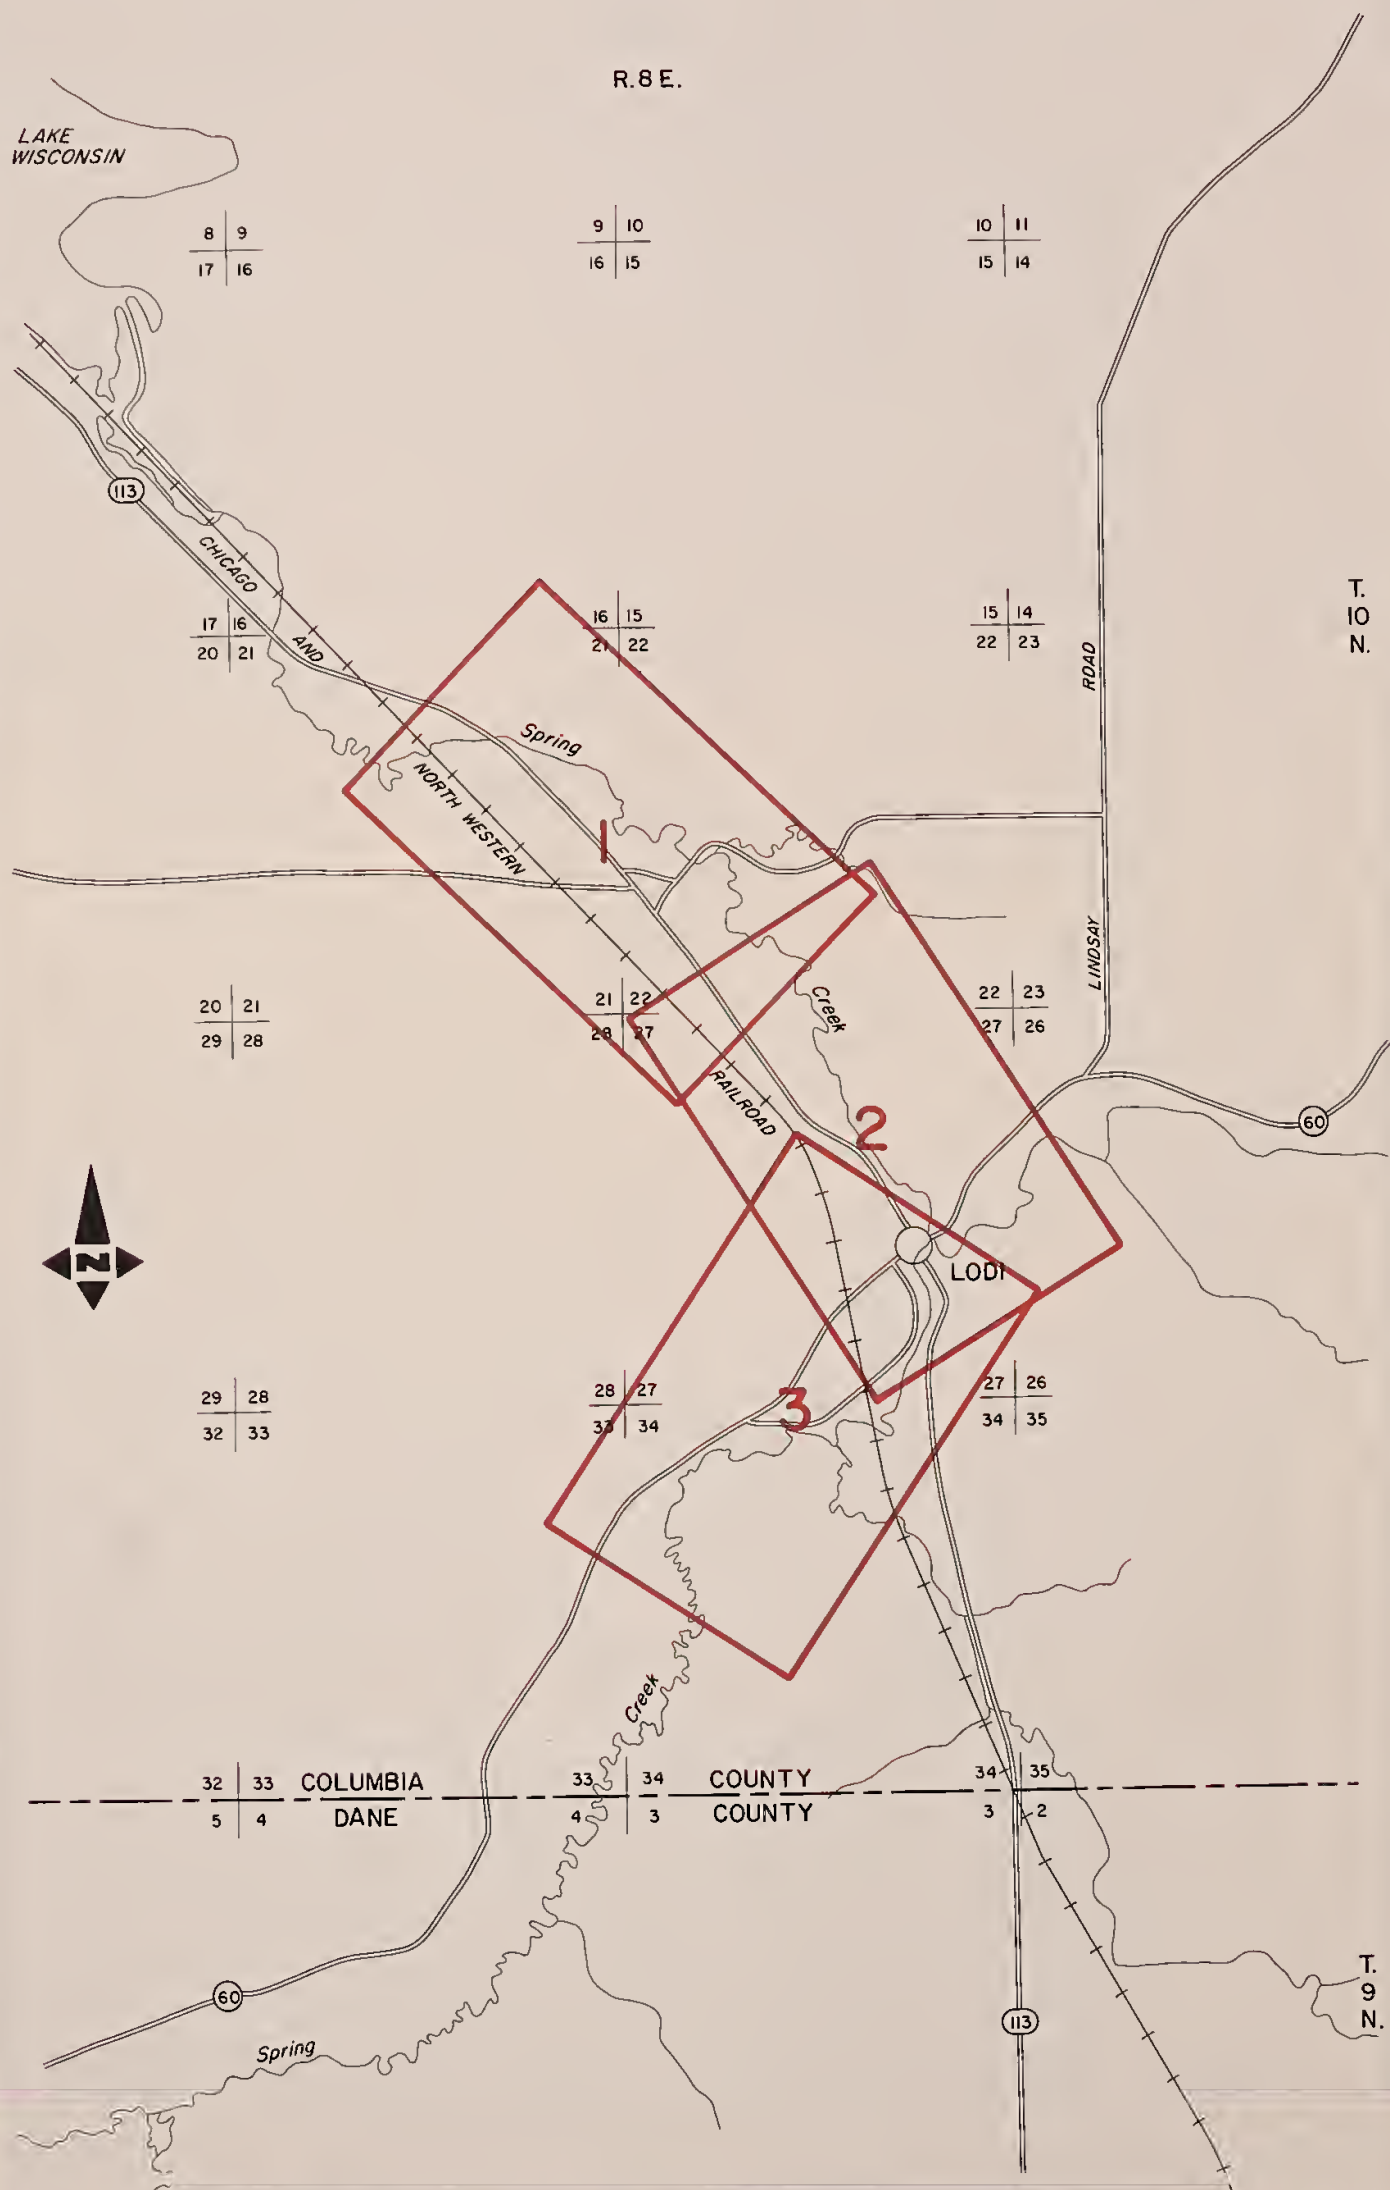 R. 8 E.
LAKE
WISCONSIN
8 9
17 16
9 10
16 15
10 11
15 14
113
CHICAGO
AND
NORTH WESTERN
RAILROAD
17 16
20 21
16 15
21 22
15 14
22 23
T.
10
N.
ROAD
LINDSAY
Spring
1
20 21
29 28
21 22
28 27
22 23
27 26
Creek
2
60
N
LODI
29 28
32 33
28 27
33 34
3
27 26
34 35
Creek
32 33 COLUMBIA 33 34 COUNTY 34 35
5 4 DANE 4 3 COUNTY 3 2
60
Spring
113
T.
9
N.